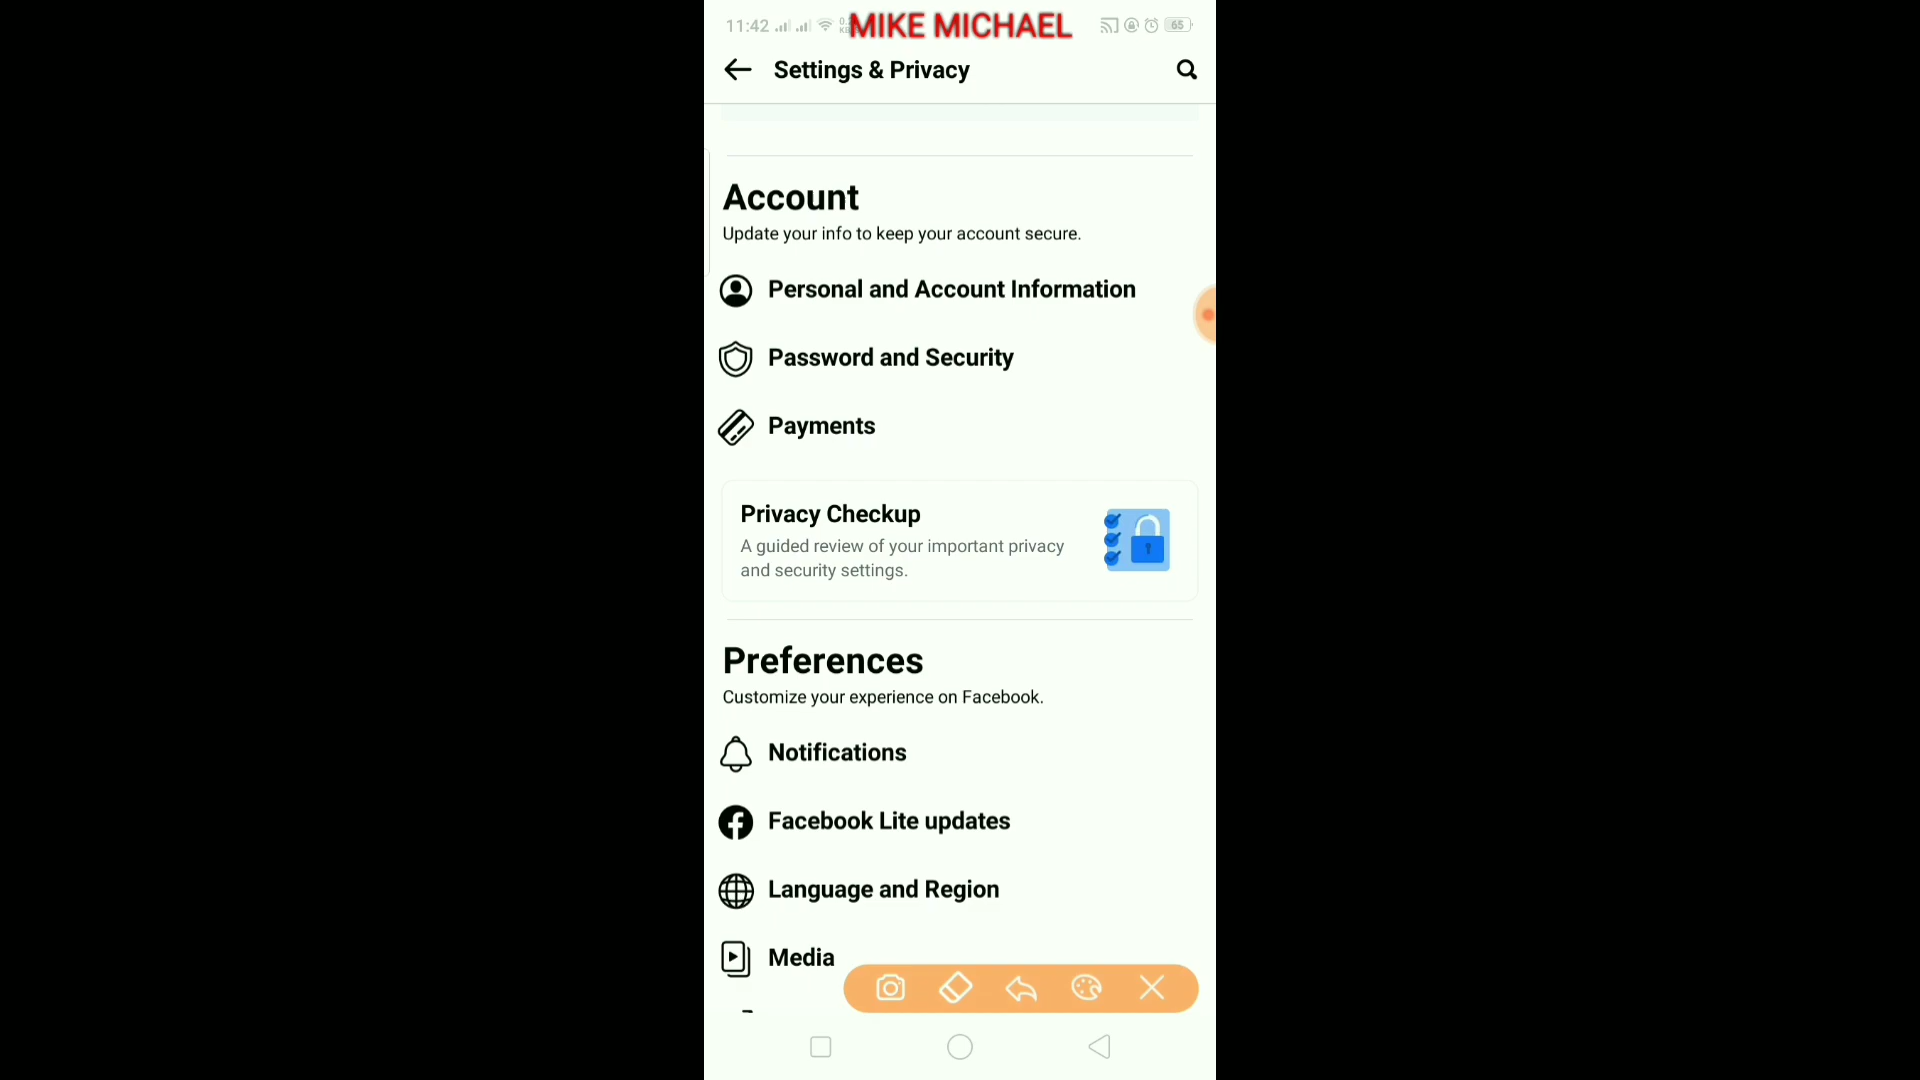 11:42
MIKE MICHAEL
65
Settings & Privacy
Account
Update your info to keep your account secure.
Personal and Account Information
Password and Security
Payments
Privacy Checkup
A guided review of your important privacy
and security settings.
Preferences
Customize your experience on Facebook.
Notifications
Facebook Lite updates
Language and Region
Media